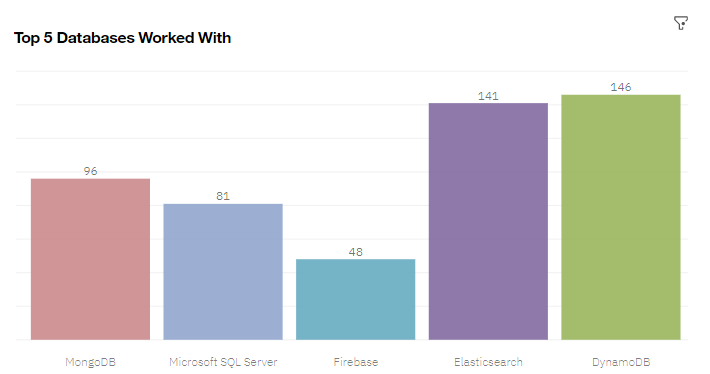 Top 5 Databases Worked With
96
81
48
141
146
MongoDB
Microsoft SQL Server
Firebase
Elasticsearch
DynamoDB